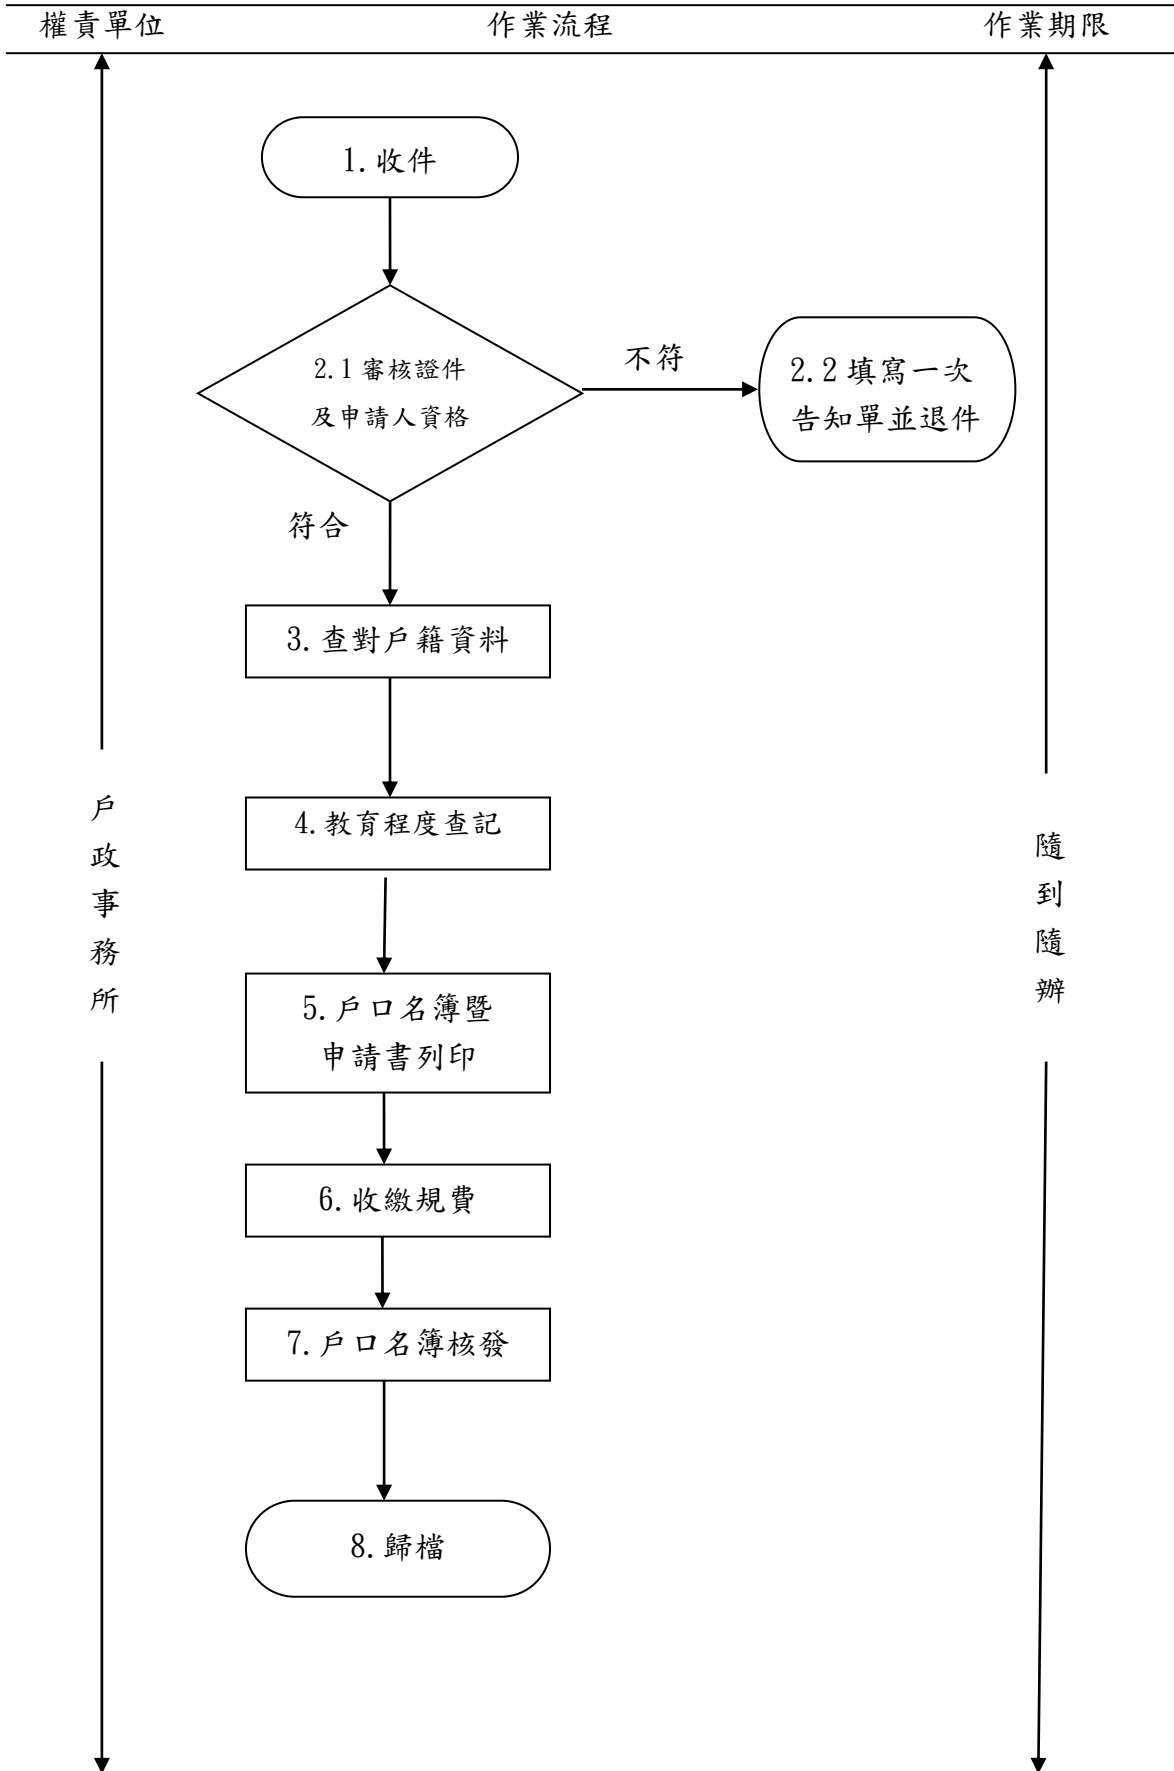 權責單位
作業流程
作業期限
1.收件
2.1 審核證件
及申請人資格
不符
2.2 填寫一次
告知單並退件
符合
3.查對戶籍資料
4.教育程度查記
戶
政
事
務
所
隨
到
隨
辦
5.戶口名簿暨
申請書列印
6.收繳規費
7.戶口名簿核發
8.歸檔